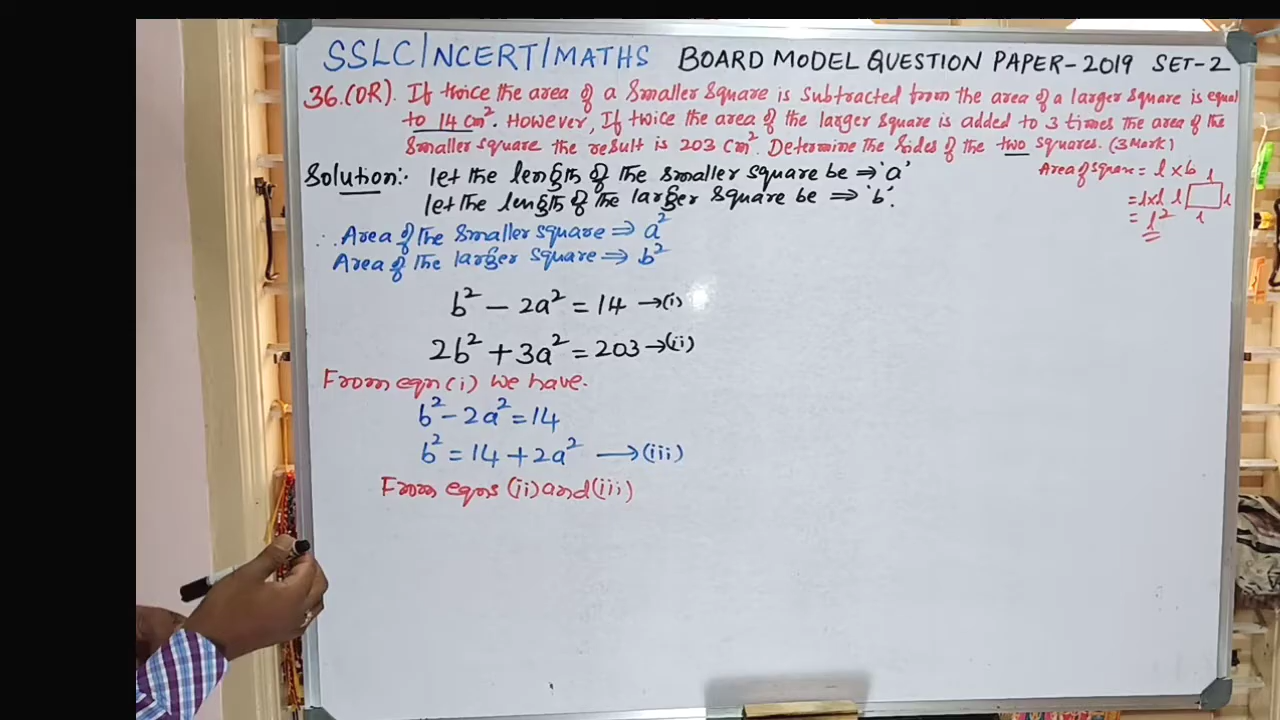 SSLC/NCERT/MATHS BOARD MODEL QUESTION PAPER-2019 SET-2
36.(OR). If twice the area of a Smaller Square is Subtracted from the area of a larger Square is equal
to 14 cm². However, If twice the area of the larger square is added to 3 times the area of the
Smaller square the result is 203 cm². Determine the sides of the two squares. (3 Mark)
Solution:- let the length of the smaller square be ⇒ 'a'
let the length of the larger square be ⇒ 'b'.
∴ Area of the smaller square ⇒ a²
Area of the larger square ⇒ b²
b² - 2a² = 14 →(i)
2b² + 3a² = 203 →(ii)
From eqn (i) we have.
b² - 2a² = 14
b² = 14 + 2a² →(iii)
From eqns (ii) and (iii)
Area of square = l × b
= l×l
= l²
l
l
l
l